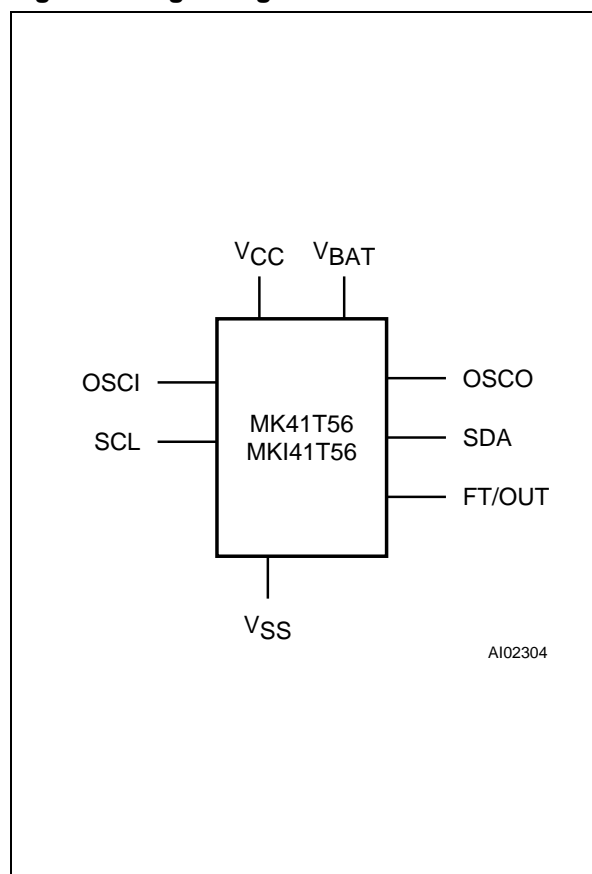 VCC VBAT
OSCI OSCO
MK41T56
SCL SDA
MKI41T56
FT/OUT
VSS
AI02304